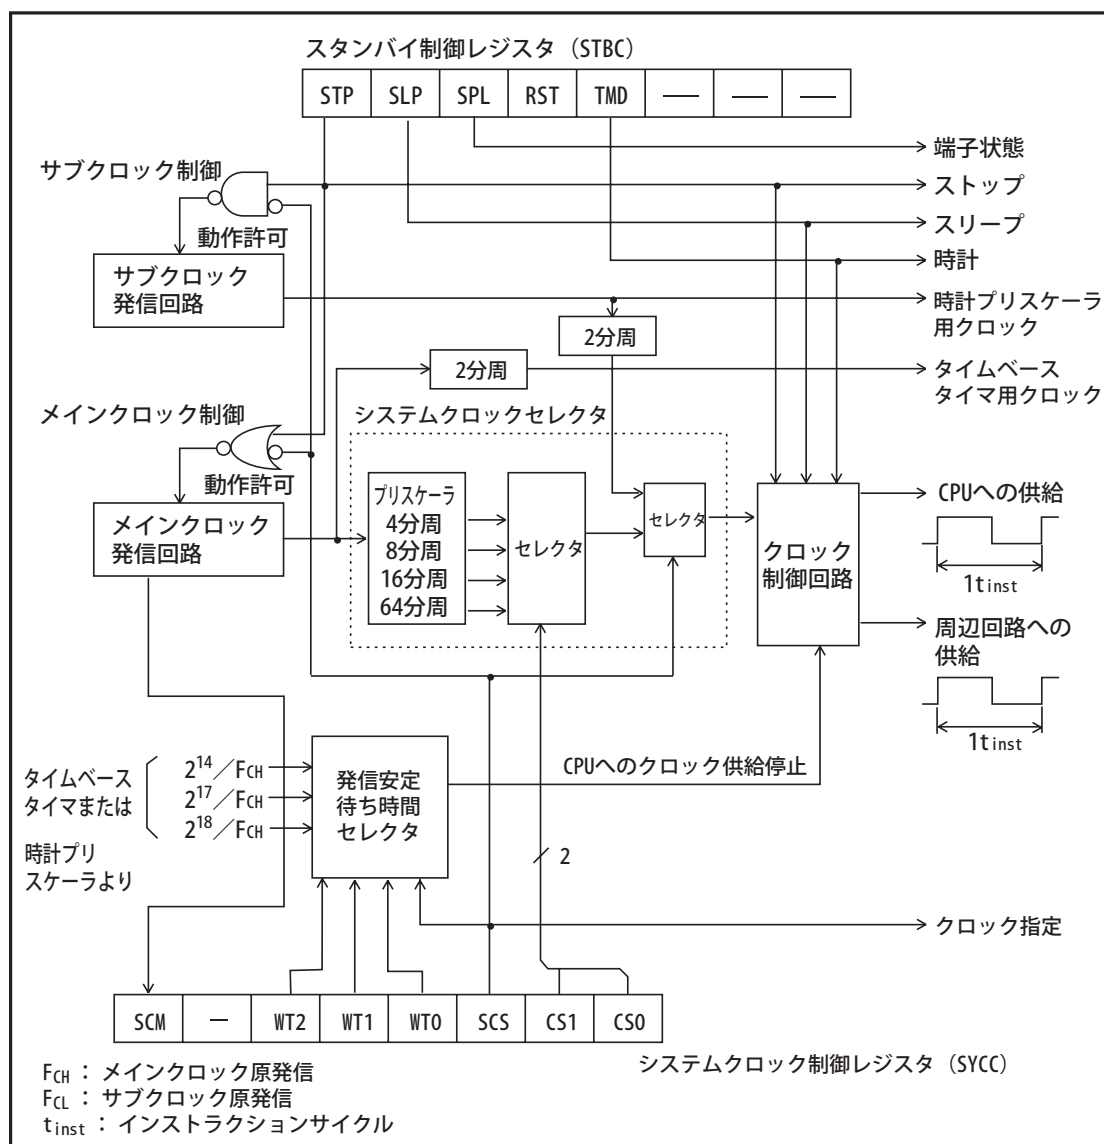 スタンバイ制御レジスタ（STBC）
STP SLP SPL RST TMD ― ― ―
端子状態
サブクロック制御
ストップ
スリープ
動作許可
時計
サブクロック
発信回路
時計プリスケーラ
用クロック
2分周
2分周
タイムベース
タイマ用クロック
システムクロックセレクタ
メインクロック制御
動作許可
メインクロック
発信回路
プリスケーラ
4分周
8分周
16分周
64分周
セレクタ
セレクタ
クロック
制御回路
CPUへの供給
1tinst
周辺回路への
供給
1tinst
タイムベース
タイマまたは
時計プリ
スケーラより
2^14／FCH
2^17／FCH
2^18／FCH
発信安定
待ち時間
セレクタ
CPUへのクロック供給停止
2
クロック指定
SCM ― WT2 WT1 WT0 SCS CS1 CS0
システムクロック制御レジスタ（SYCC）
FCH ： メインクロック原発信
FCL ： サブクロック原発信
tinst ： インストラクションサイクル